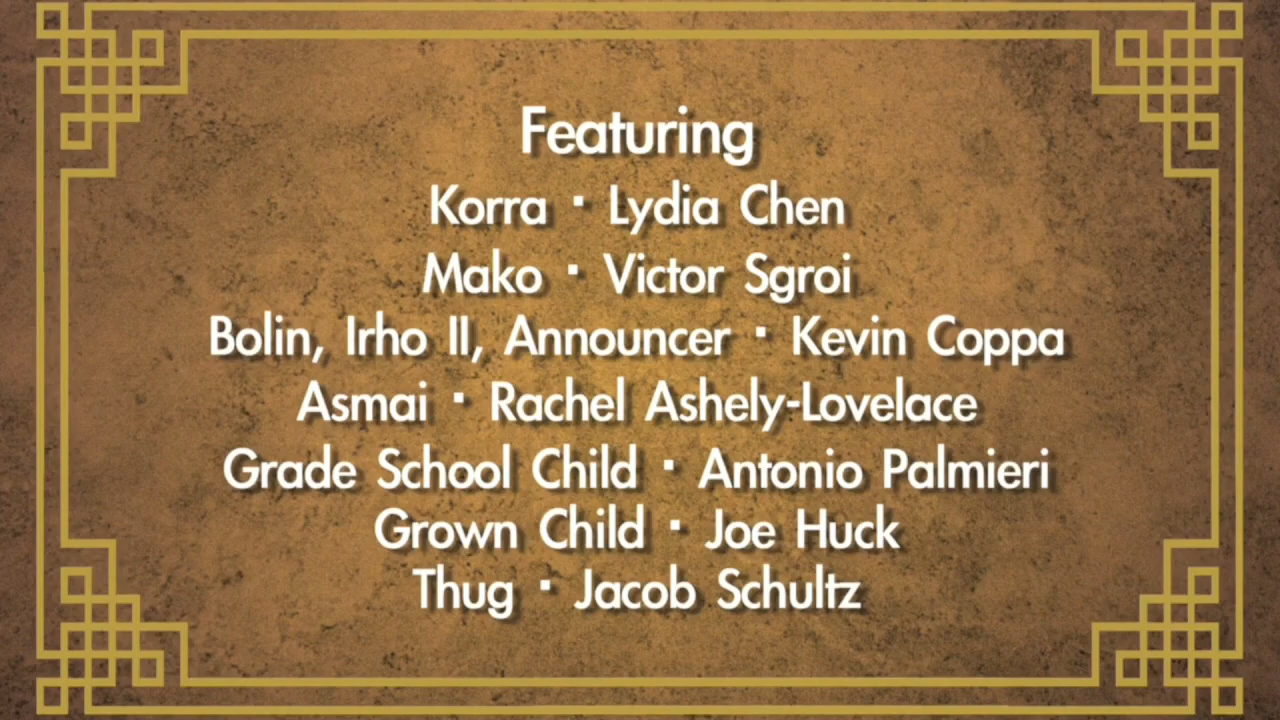 Featuring
Korra · Lydia Chen
Mako · Victor Sgroi
Bolin, Irho II, Announcer · Kevin Coppa
Asmai · Rachel Ashely-Lovelace
Grade School Child · Antonio Palmieri
Grown Child · Joe Huck
Thug · Jacob Schultz